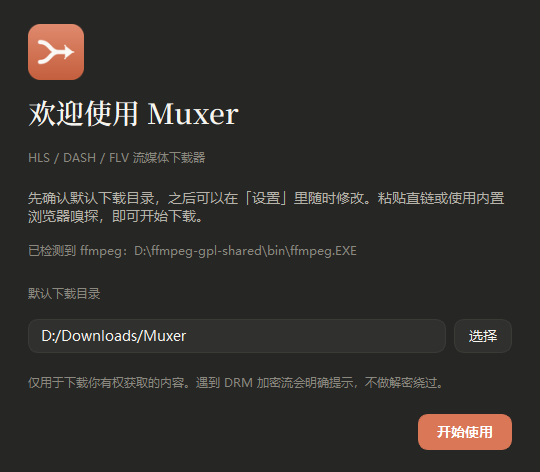 欢迎使用 Muxer
HLS / DASH / FLV 流媒体下载器
先确认默认下载目录，之后可以在「设置」里随时修改。粘贴直链或使用内置
浏览器嗅探，即可开始下载。
已检测到 ffmpeg：D:\ffmpeg-gpl-shared\bin\ffmpeg.EXE
默认下载目录
D:/Downloads/Muxer
选择
仅用于下载你有权获取的内容。遇到 DRM 加密流会明确提示，不做解密绕过。
开始使用